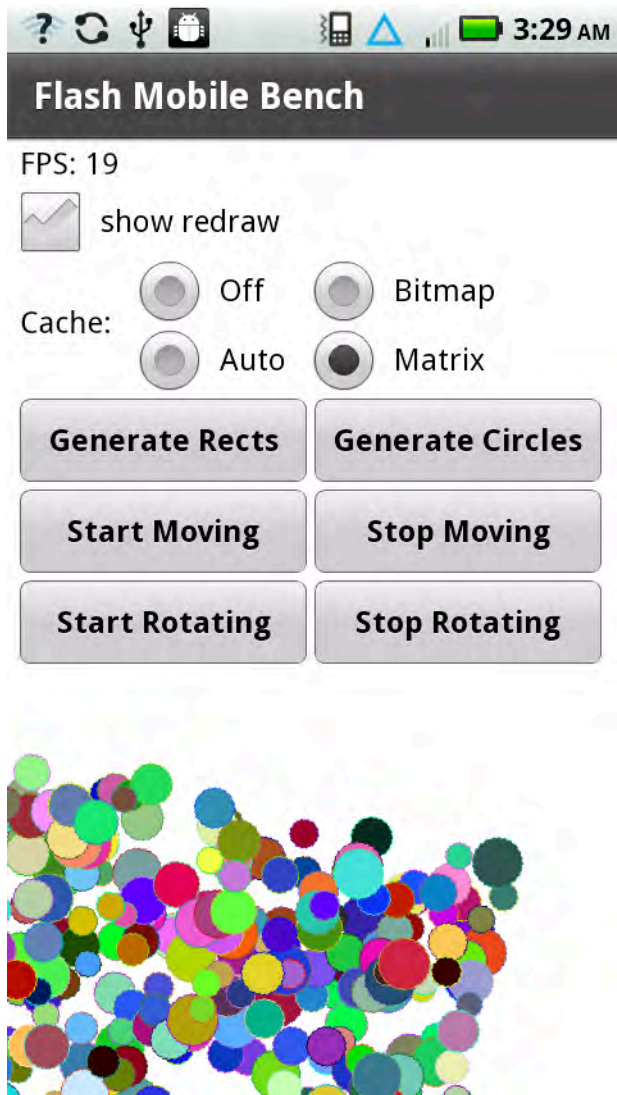 3:29 AM
Flash Mobile Bench
FPS: 19
show redraw
Cache:
Off
Bitmap
Auto
Matrix
Generate Rects
Generate Circles
Start Moving
Stop Moving
Start Rotating
Stop Rotating